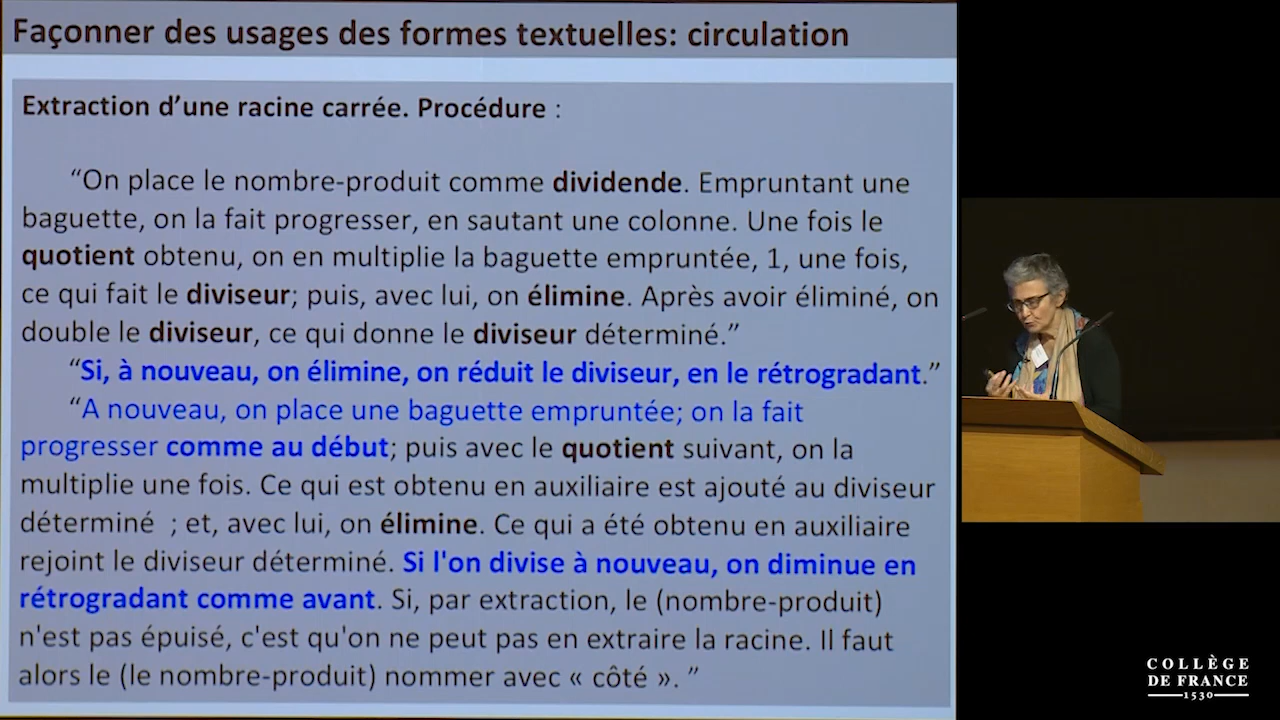 Façonner des usages des formes textuelles: circulation
Extraction d’une racine carrée. Procédure :
“On place le nombre-produit comme dividende. Empruntant une
baguette, on la fait progresser, en sautant une colonne. Une fois le
quotient obtenu, on en multiplie la baguette empruntée, 1, une fois,
ce qui fait le diviseur; puis, avec lui, on élimine. Après avoir éliminé, on
double le diviseur, ce qui donne le diviseur déterminé.”
“Si, à nouveau, on élimine, on réduit le diviseur, en le rétrogradant.”
“A nouveau, on place une baguette empruntée; on la fait
progresser comme au début; puis avec le quotient suivant, on la
multiplie une fois. Ce qui est obtenu en auxiliaire est ajouté au diviseur
déterminé ; et, avec lui, on élimine. Ce qui a été obtenu en auxiliaire
rejoint le diviseur déterminé. Si l'on divise à nouveau, on diminue en
rétrogradant comme avant. Si, par extraction, le (nombre-produit)
n'est pas épuisé, c'est qu'on ne peut pas en extraire la racine. Il faut
alors le (le nombre-produit) nommer avec « côté ». ”
COLLÈGE
DE FRANCE
1530